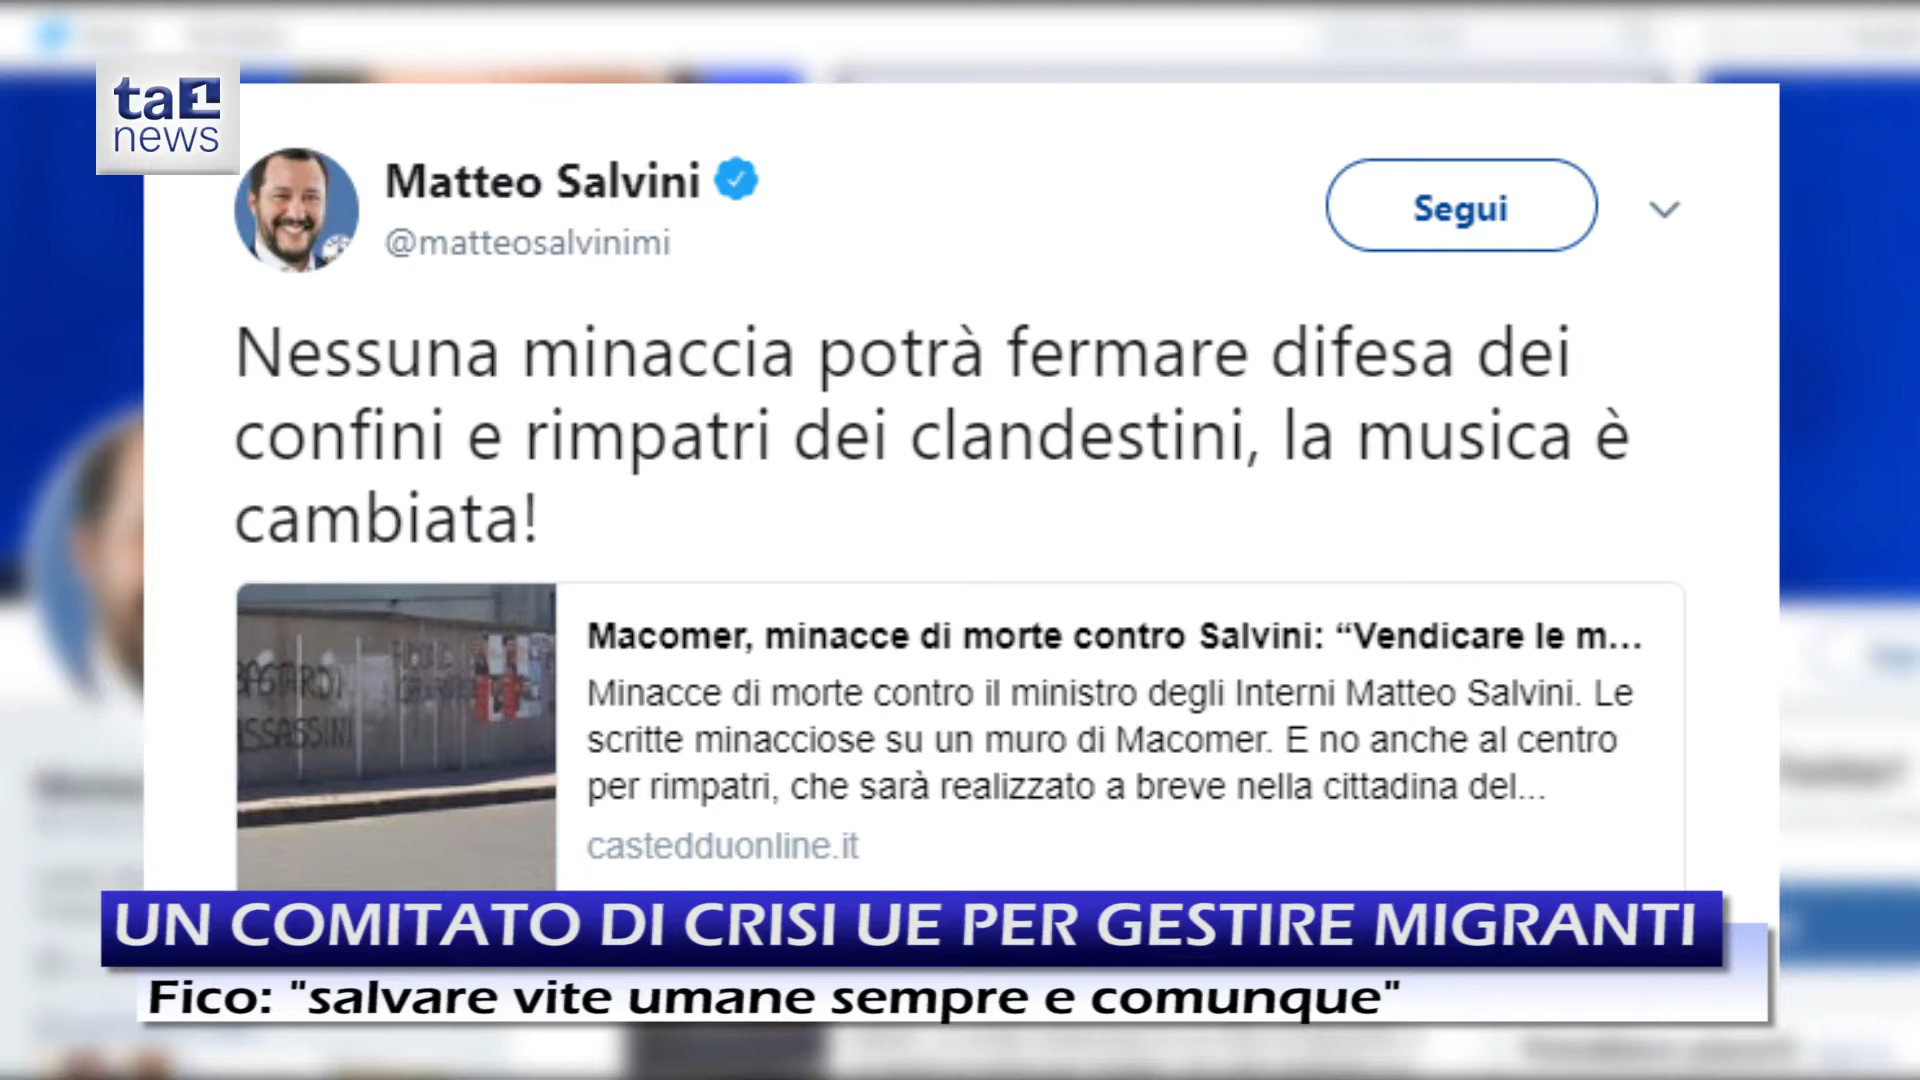 ta1
news
Matteo Salvini
@matteosalvinimi
Segui
Nessuna minaccia potrà fermare difesa dei
confini e rimpatri dei clandestini, la musica è
cambiata!
BASTARDI
ASSASSINI
Macomer, minacce di morte contro Salvini: “Vendicare le m...
Minacce di morte contro il ministro degli Interni Matteo Salvini. Le
scritte minacciose su un muro di Macomer. E no anche al centro
per rimpatri, che sarà realizzato a breve nella cittadina del...
castedduonline.it
UN COMITATO DI CRISI UE PER GESTIRE MIGRANTI
Fico: "salvare vite umane sempre e comunque"